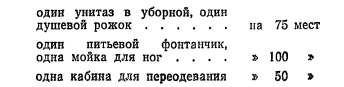 один унитаз в уборной, один
душевой рожок . . . . . . на 75 мест
один питьевой фонтанчик,
одна мойка для ног . . . . . » 100 »
одна кабина для переодевания » 50 »